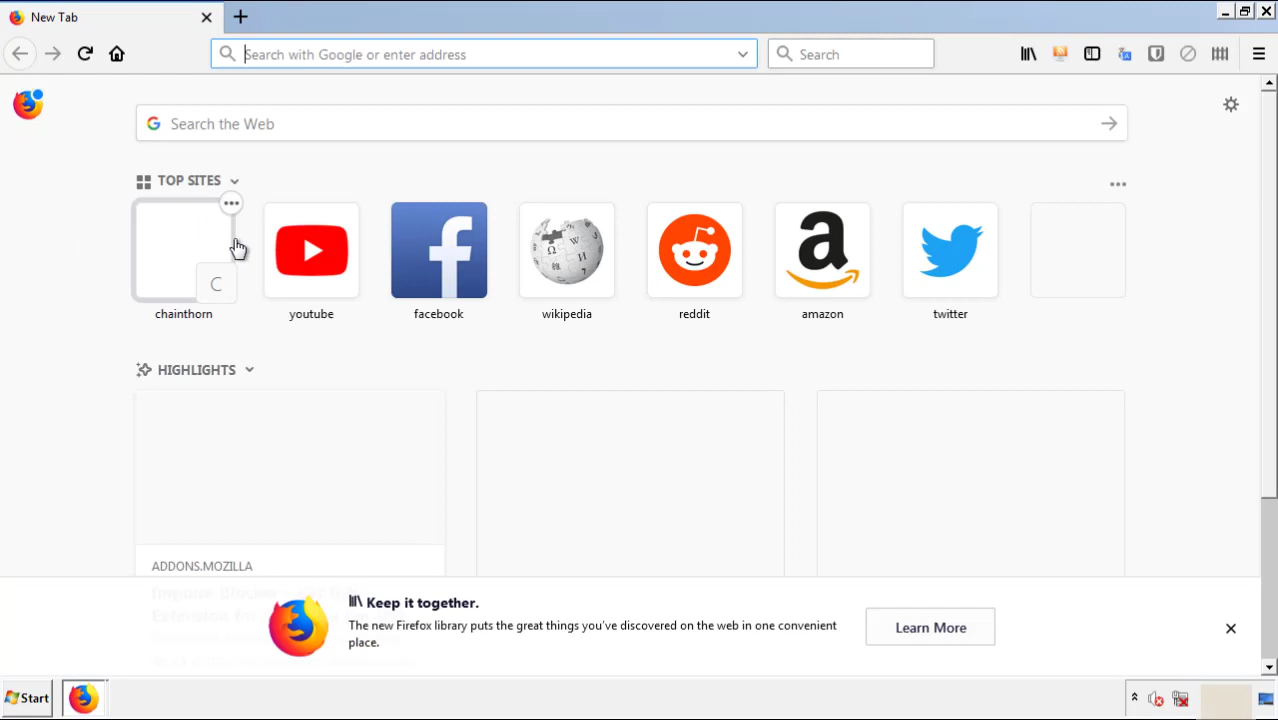 New Tab
Search with Google or enter address
Search
Search the Web
TOP SITES
C
chainthorn
youtube
facebook
wikipedia
reddit
amazon
twitter
HIGHLIGHTS
ADDONS.MOZILLA
Keep it together.
The new Firefox library puts the great things you've discovered on the web in one convenient
place.
Learn More
Start